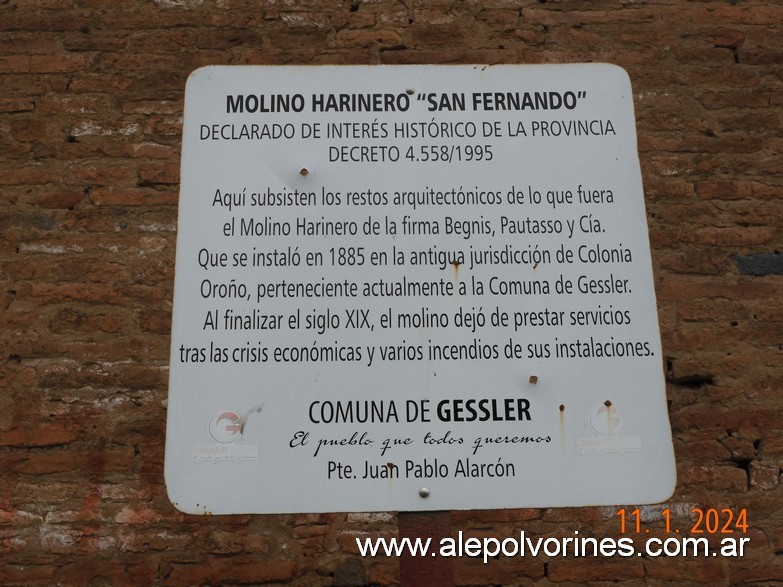 MOLINO HARINERO “SAN FERNANDO”
DECLARADO DE INTERÉS HISTÓRICO DE LA PROVINCIA
DECRETO 4.558/1995
Aquí subsisten los restos arquitectónicos de lo que fuera
el Molino Harinero de la firma Begnis, Pautasso y Cía.
Que se instaló en 1885 en la antigua jurisdicción de Colonia
Oroño, perteneciente actualmente a la Comuna de Gessler.
Al finalizar el siglo XIX, el molino dejó de prestar servicios
tras las crisis económicas y varios incendios de sus instalaciones.
COMUNA DE GESSLER
El pueblo que todos queremos
Pte. Juan Pablo Alarcón
11. 1. 2024
www.alepolvorines.com.ar